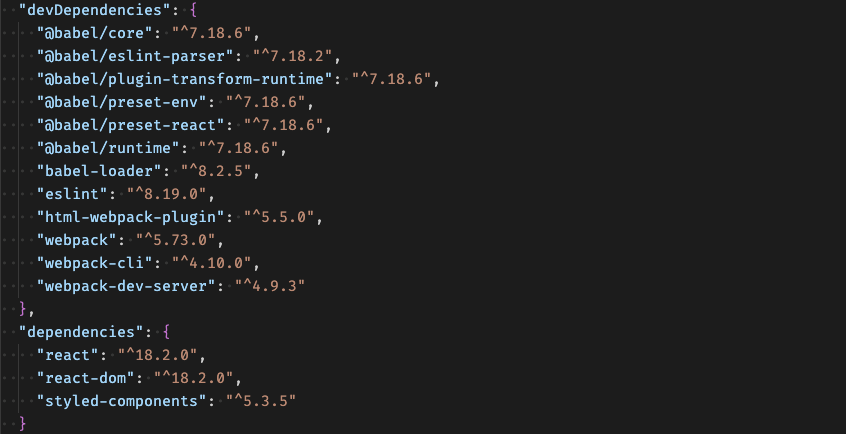 "devDependencies": {
"@babel/core": "^7.18.6",
"@babel/eslint-parser": "^7.18.2",
"@babel/plugin-transform-runtime": "^7.18.6",
"@babel/preset-env": "^7.18.6",
"@babel/preset-react": "^7.18.6",
"@babel/runtime": "^7.18.6",
"babel-loader": "^8.2.5",
"eslint": "^8.19.0",
"html-webpack-plugin": "^5.5.0",
"webpack": "^5.73.0",
"webpack-cli": "^4.10.0",
"webpack-dev-server": "^4.9.3"
},
"dependencies": {
"react": "^18.2.0",
"react-dom": "^18.2.0",
"styled-components": "^5.3.5"
}